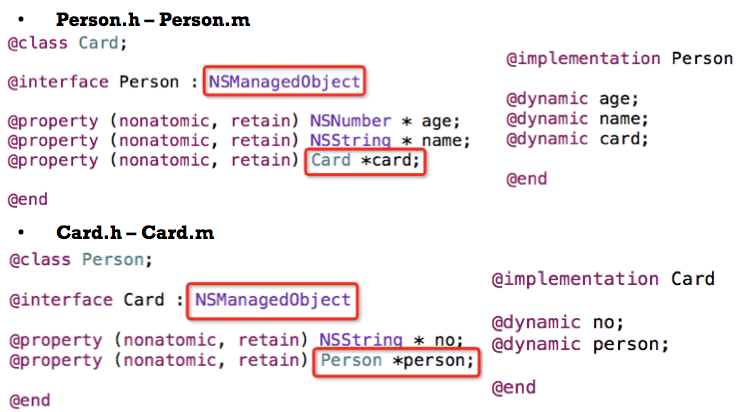 • Person.h – Person.m
@class Card;
@interface Person : NSManagedObject
@property (nonatomic, retain) NSNumber * age;
@property (nonatomic, retain) NSString * name;
@property (nonatomic, retain) Card *card;
@end
@implementation Person
@dynamic age;
@dynamic name;
@dynamic card;
@end
• Card.h – Card.m
@class Person;
@interface Card : NSManagedObject
@property (nonatomic, retain) NSString * no;
@property (nonatomic, retain) Person *person;
@end
@implementation Card
@dynamic no;
@dynamic person;
@end